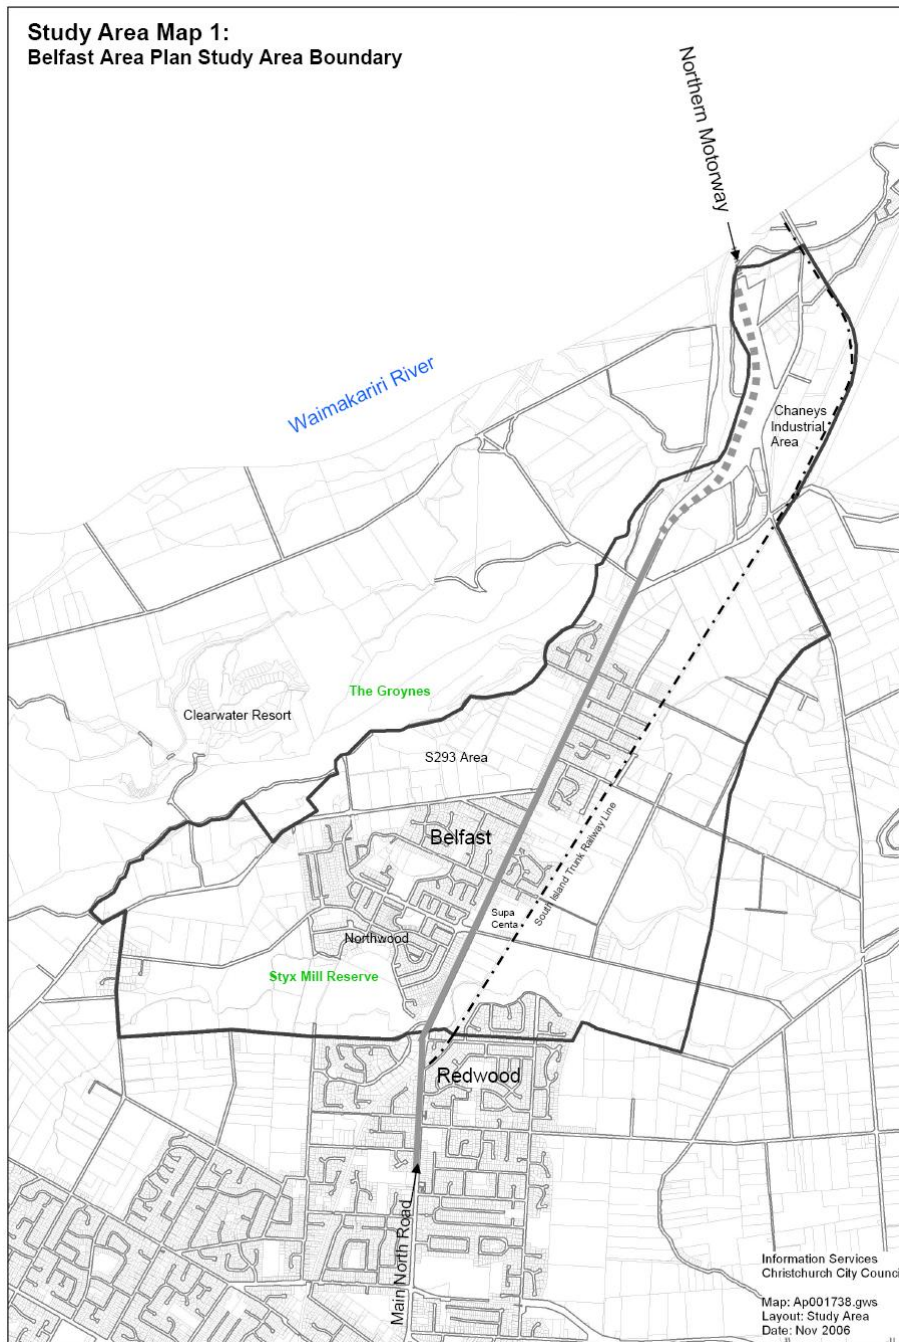 Study Area Map 1:
Belfast Area Plan Study Area Boundary
Northern Motorway
Waimakariri River
Chaneys
Industrial
Area
The Groynes
Clearwater Resort
S293 Area
Belfast
South Island Trunk Railway Line
Supa
Centa
Northwood
Styx Mill Reserve
Redwood
Main North Road
Information Services
Christchurch City Counci
Map: Ap001738.gws
Layout: Study Area
Date: Nov 2006